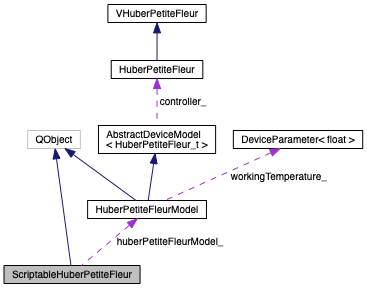 VHuberPetiteFleur
HuberPetiteFleur
controller_
QObject
AbstractDeviceModel
< HuberPetiteFleur_t >
DeviceParameter< float >
workingTemperature_
HuberPetiteFleurModel
huberPetiteFleurModel_
ScriptableHuberPetiteFleur